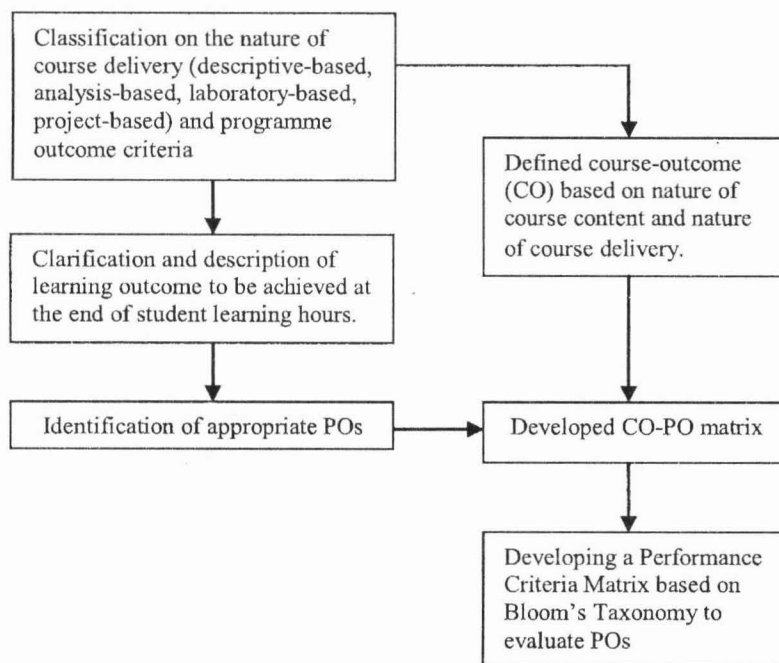 Classification on the nature of
course delivery (descriptive-based,
analysis-based, laboratory-based,
project-based) and programme
outcome criteria
Defined course-outcome
(CO) based on nature of
course content and nature
of course delivery.
Clarification and description of
learning outcome to be achieved at
the end of student learning hours.
Identification of appropriate POs
Developed CO-PO matrix
Developing a Performance
Criteria Matrix based on
Bloom's Taxonomy to
evaluate POs